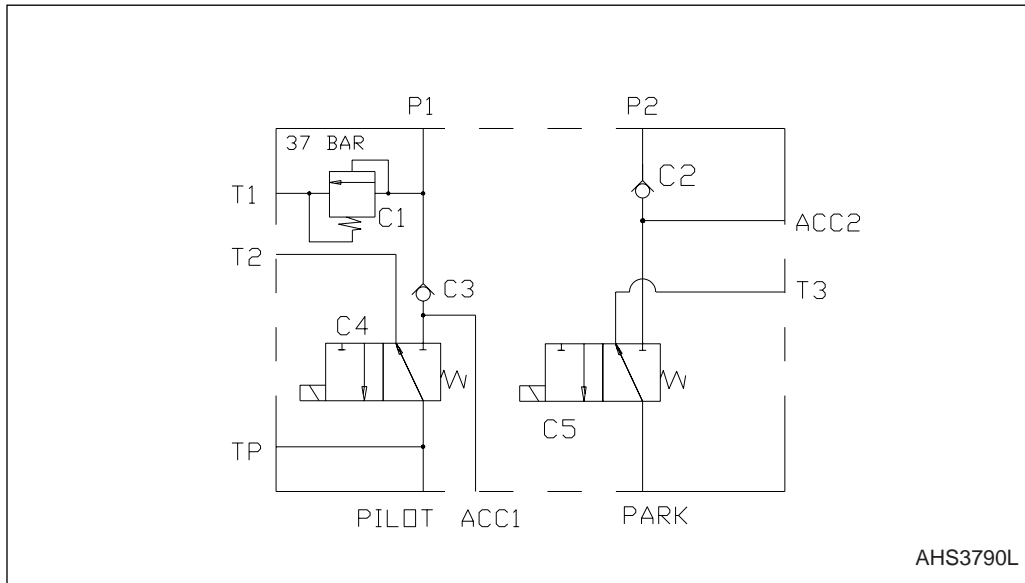 P1
P2
37 BAR
T1
C1
C2
ACC2
T2
C3
T3
C4
C5
TP
PILOT
ACC1
PARK
AHS3790L